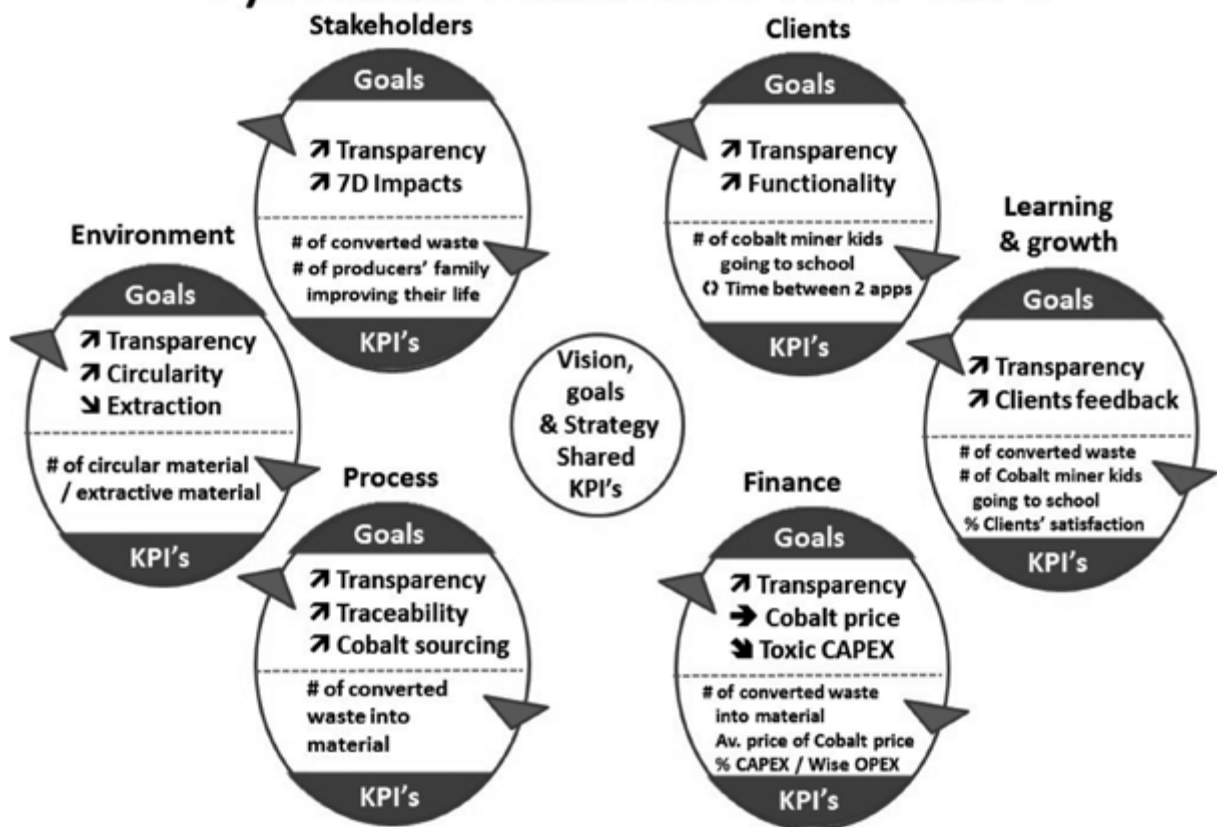 Stakeholders
Goals
↗ Transparency
↗ 7D Impacts
# of converted waste
# of producers' family
improving their life
KPI's
Clients
Goals
↗ Transparency
↗ Functionality
# of cobalt miner kids
going to school
Time between 2 apps
KPI's
Environment
Goals
↗ Transparency
↗ Circularity
↘ Extraction
# of circular material
/ extractive material
KPI's
Vision,
goals
& Strategy
Shared
KPI's
Learning
& growth
Goals
↗ Transparency
↗ Clients feedback
# of converted waste
# of Cobalt miner kids
going to school
% Clients' satisfaction
KPI's
Process
Goals
↗ Transparency
↗ Traceability
↗ Cobalt sourcing
# of converted
waste into
material
KPI's
Finance
Goals
↗ Transparency
→ Cobalt price
↘ Toxic CAPEX
# of converted waste
into material
Av. price of Cobalt price
% CAPEX / Wise OPEX
KPI's